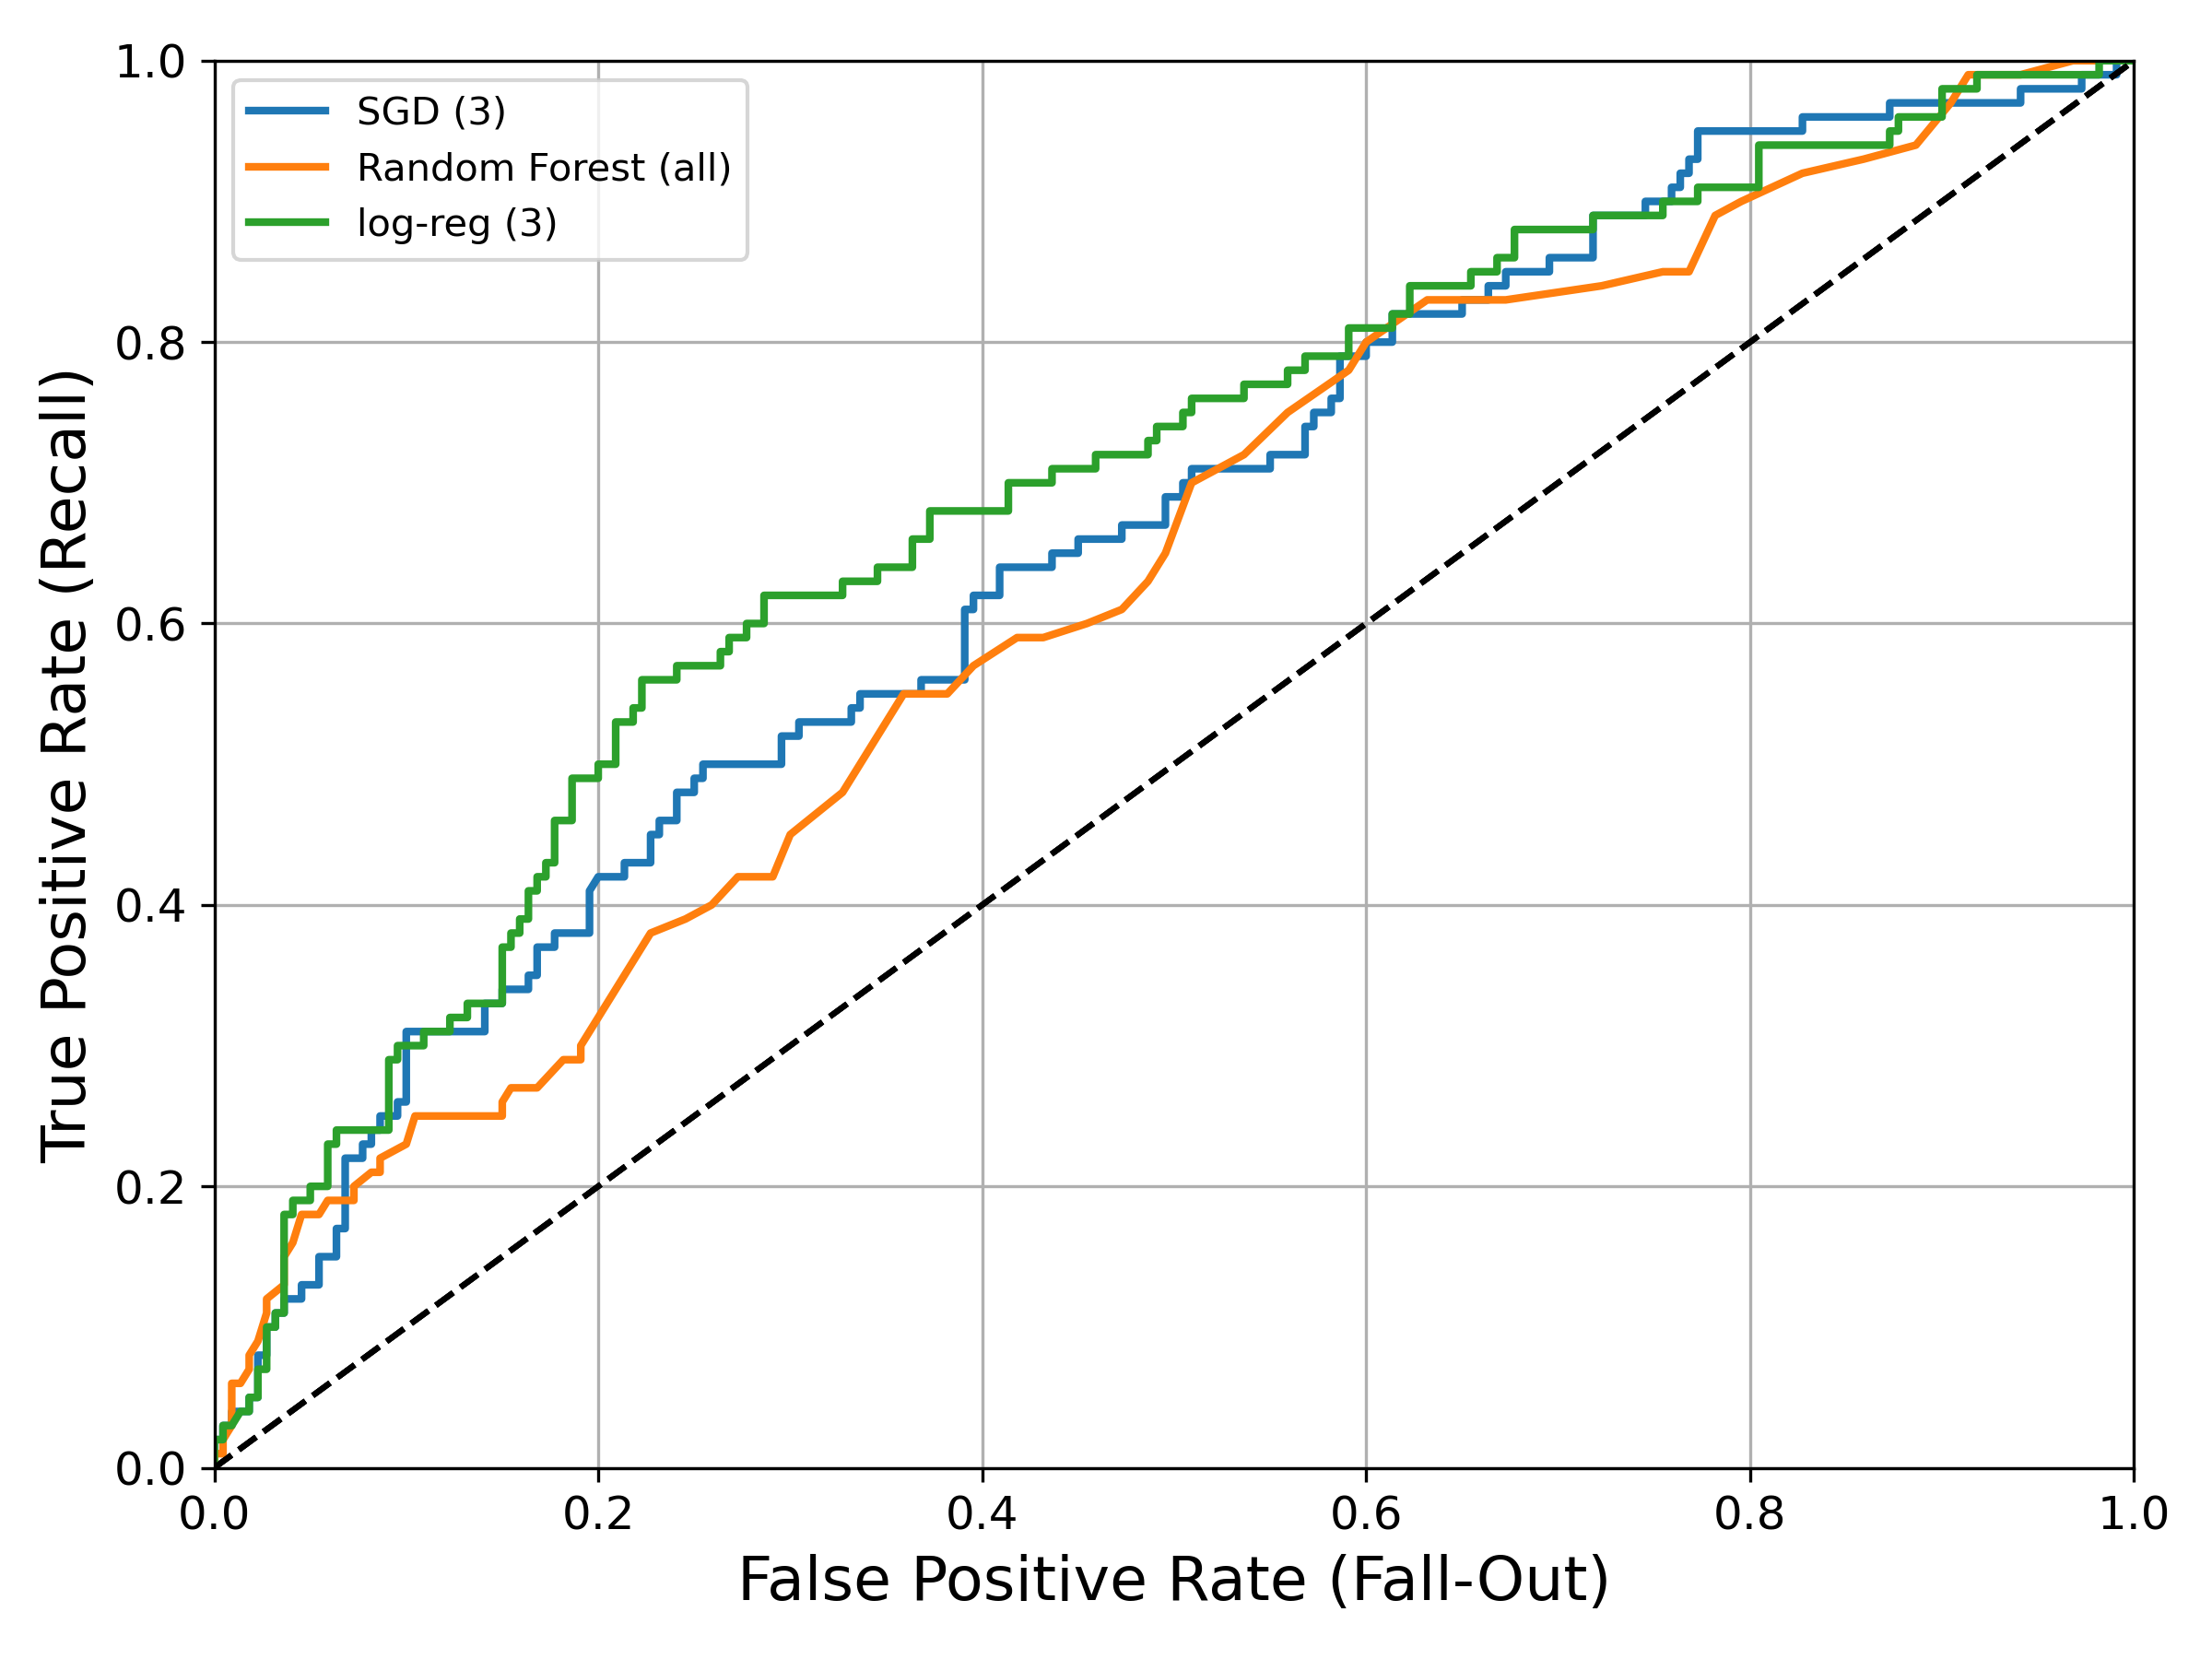 SGD (3)
Random Forest (all)
log-reg (3)
True Positive Rate (Recall)
1.0
0.8
0.6
0.4
0.2
0.0
0.0 0.2 0.4 0.6 0.8 1.0
False Positive Rate (Fall-Out)